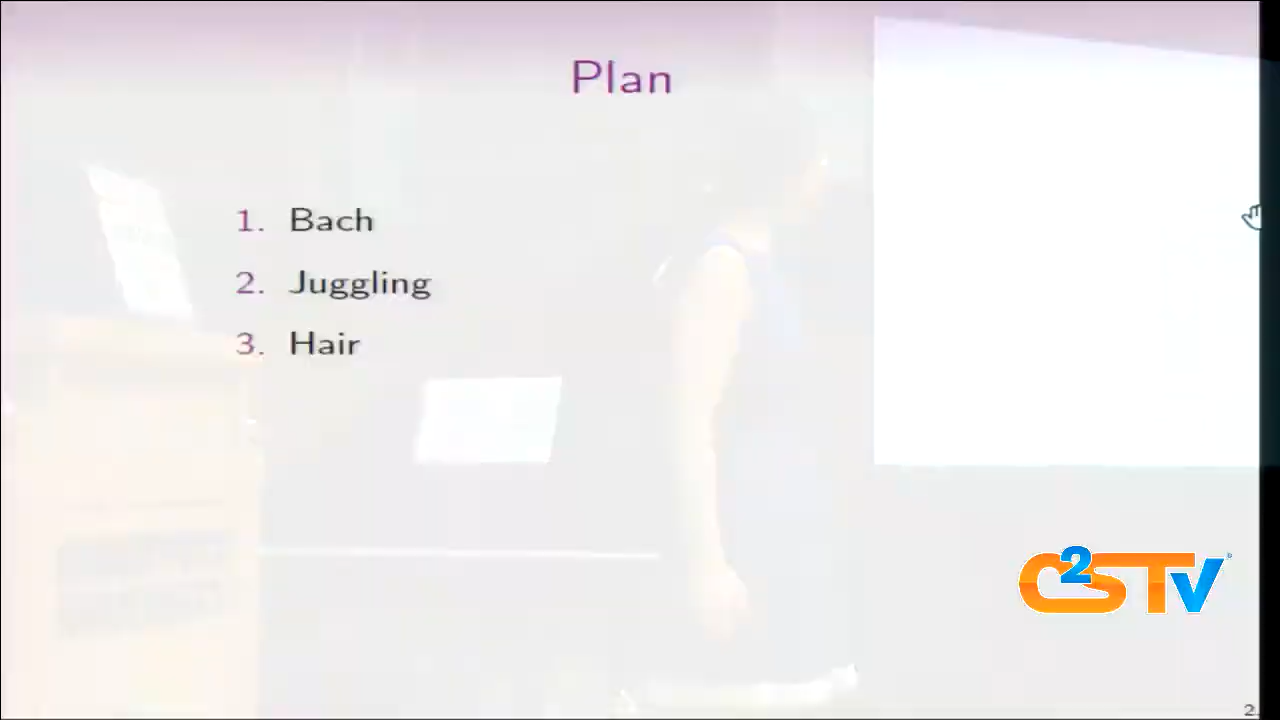 Plan
1. Bach
2. Juggling
3. Hair
C²STV
2.